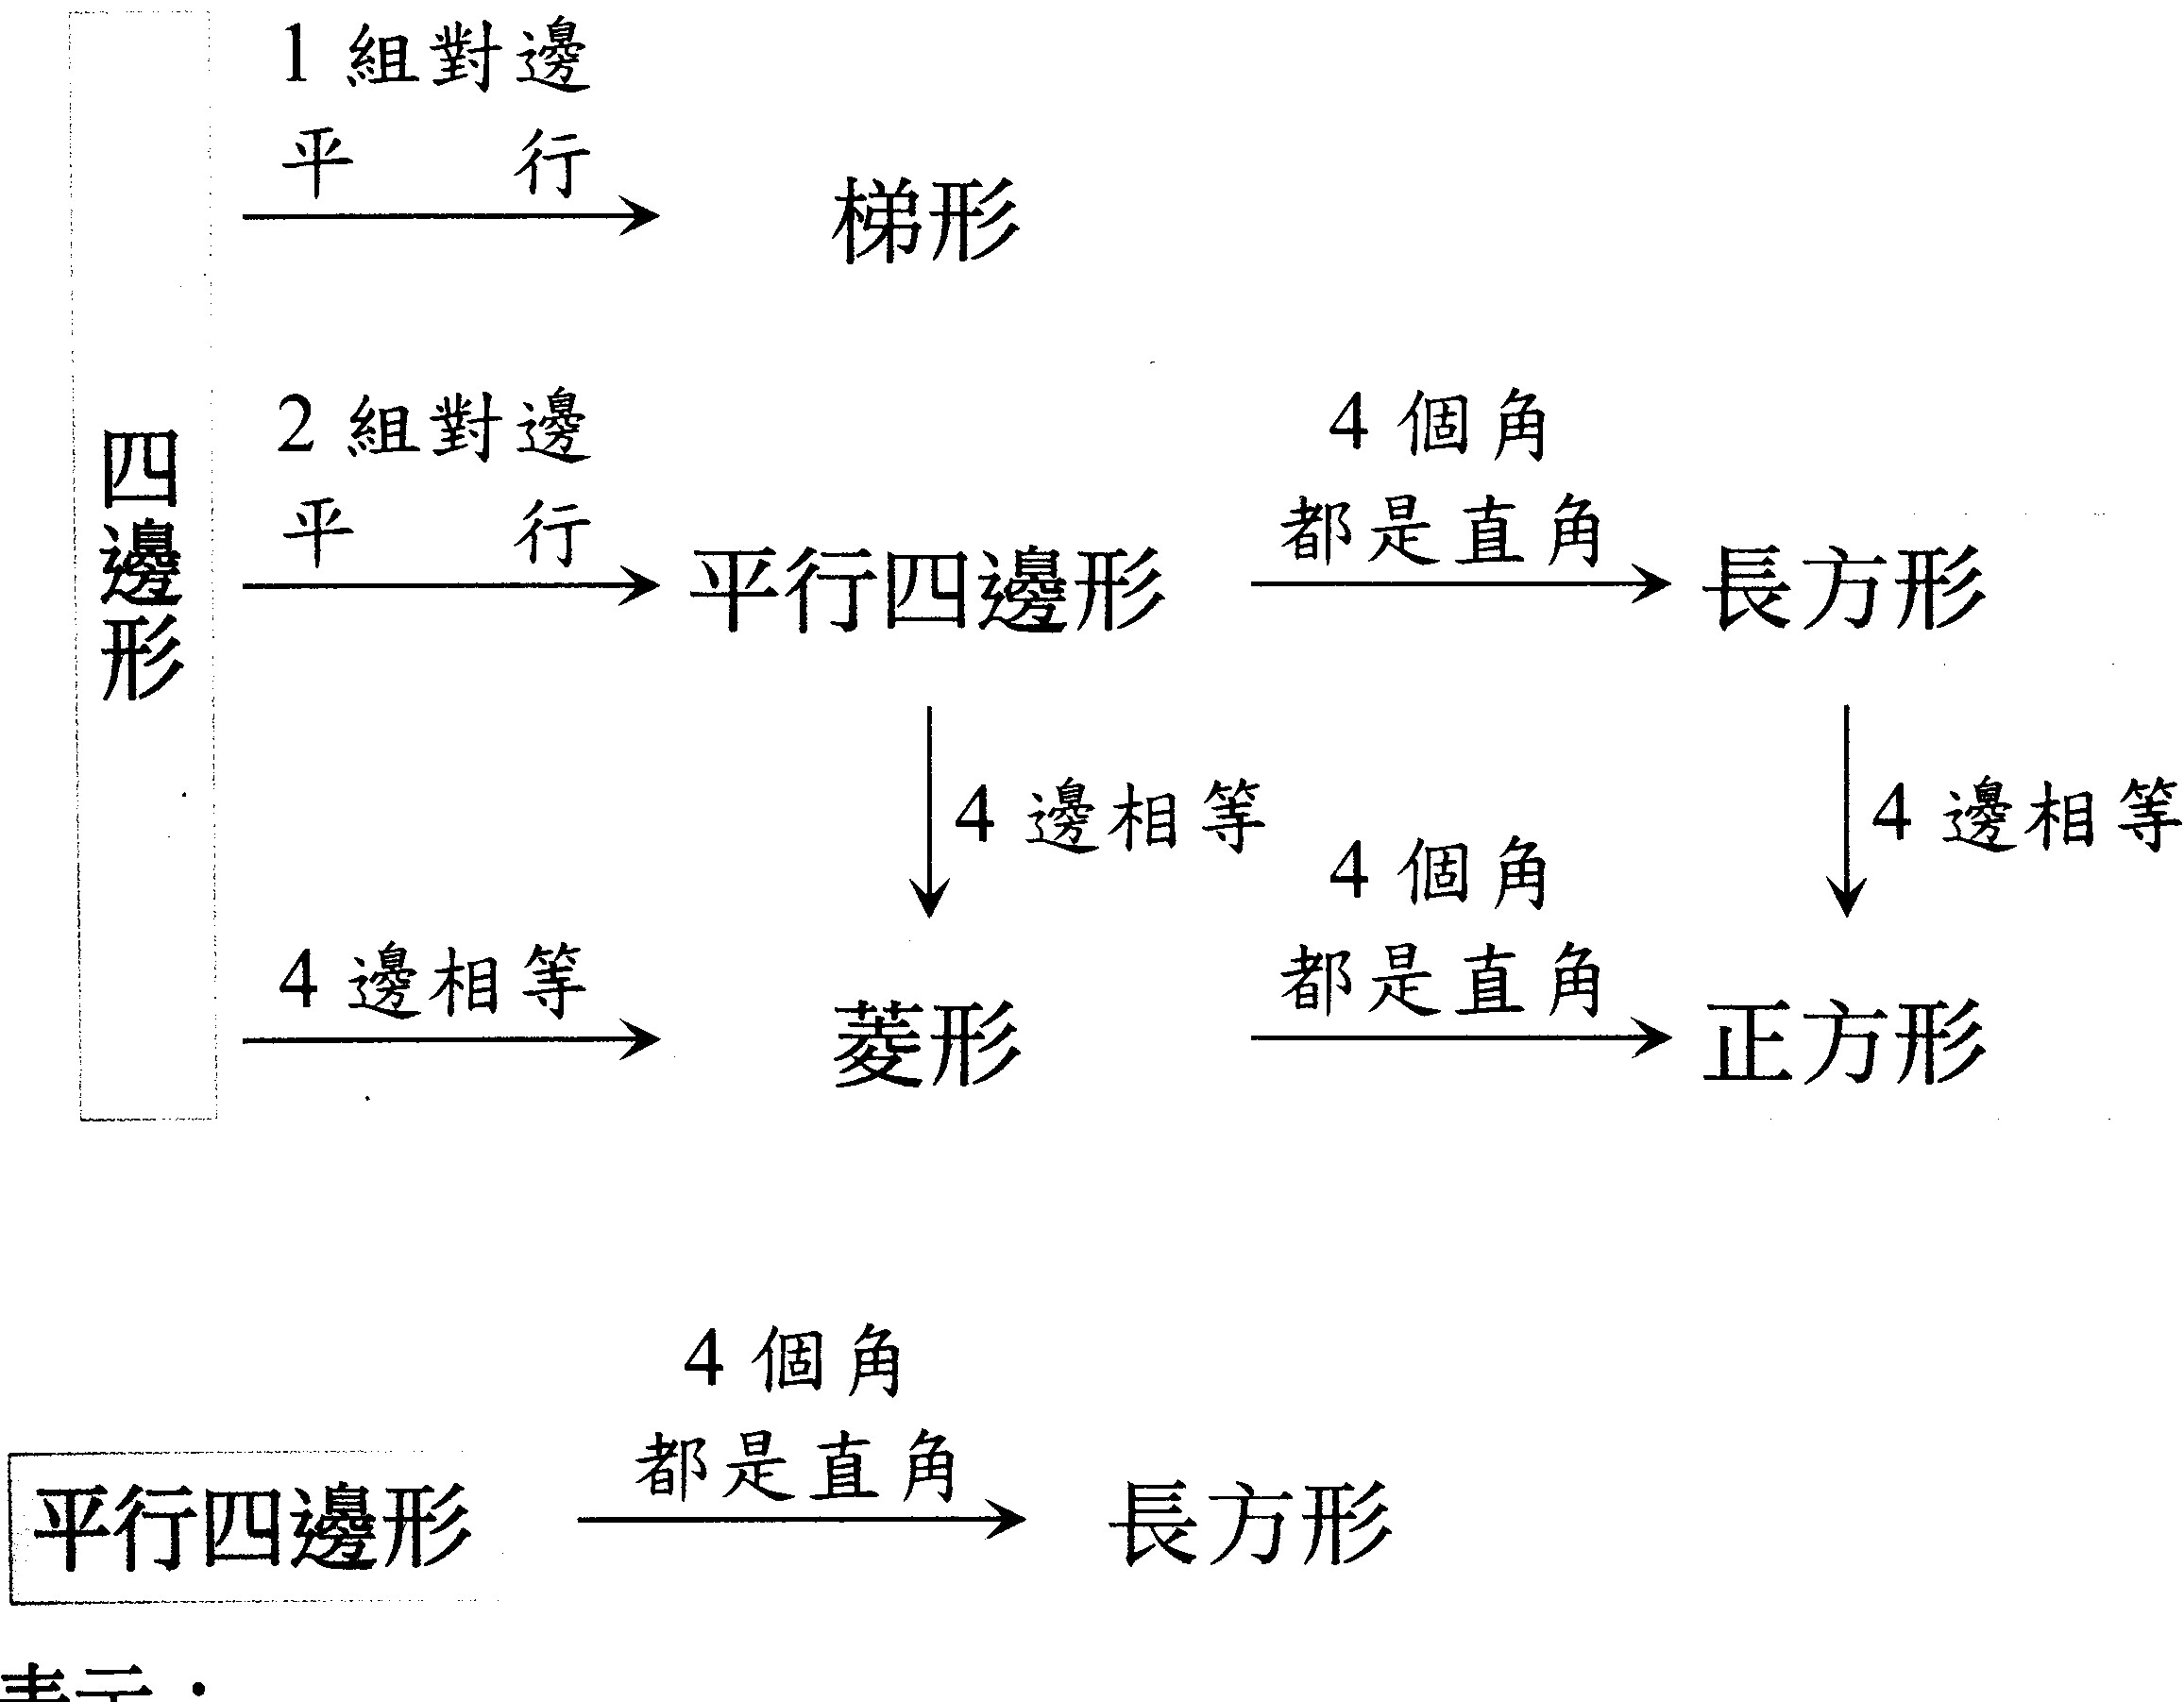 1 組對邊
平 行
梯形
2 組對邊
平 行
4 個角
都是直角
四邊形
平行四邊形
長方形
4 邊相等
4 邊相等
4 個角
都是直角
4 邊相等
菱形
正方形
4 個角
都是直角
平行四邊形
長方形
表示：